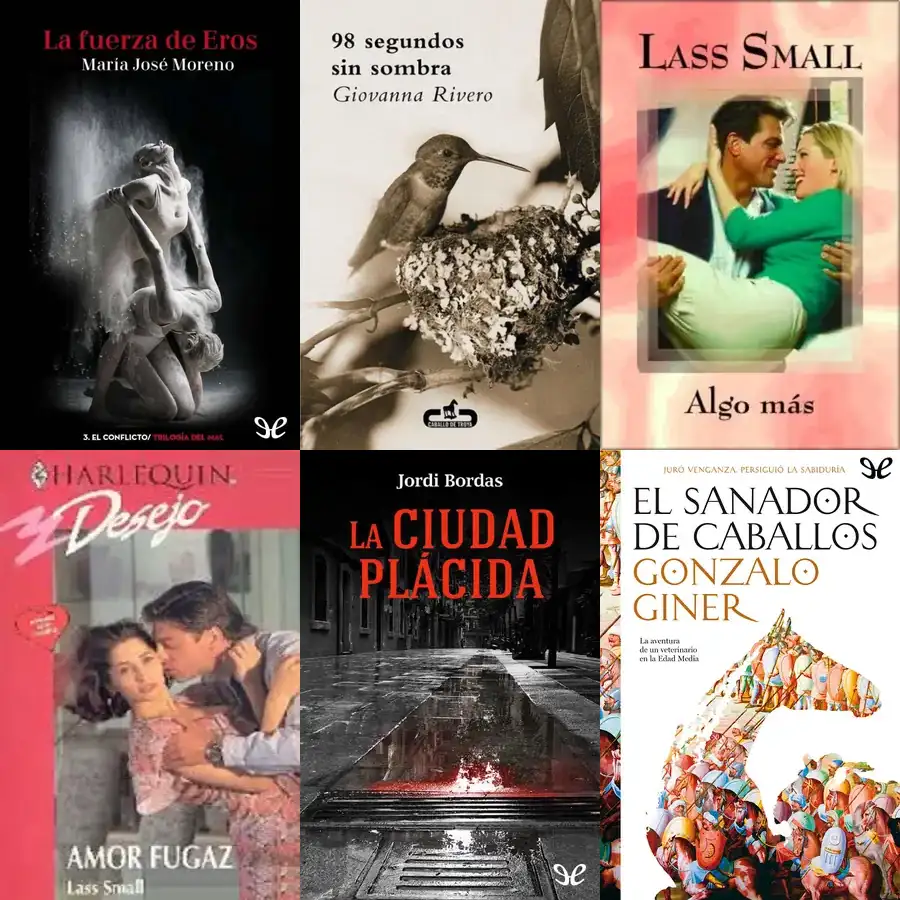 La fuerza de Eros
María José Moreno
3. EL CONFLICTO/ TRILOGÍA DEL MAL
98 segundos
sin sombra
Giovanna Rivero
CABALLO DE TROYA
LASS SMALL
Algo más
HARLEQUIN
Deseo
AMOR FUGAZ
Lass Small
Jordi Bordas
LA CIUDAD
PLÁCIDA
JURÓ VENGANZA, PERSIGUIÓ LA SABIDURÍA
EL SANADOR
DE CABALLOS
GONZALO
GINER
La aventura
de un veterinario
en la Edad Media